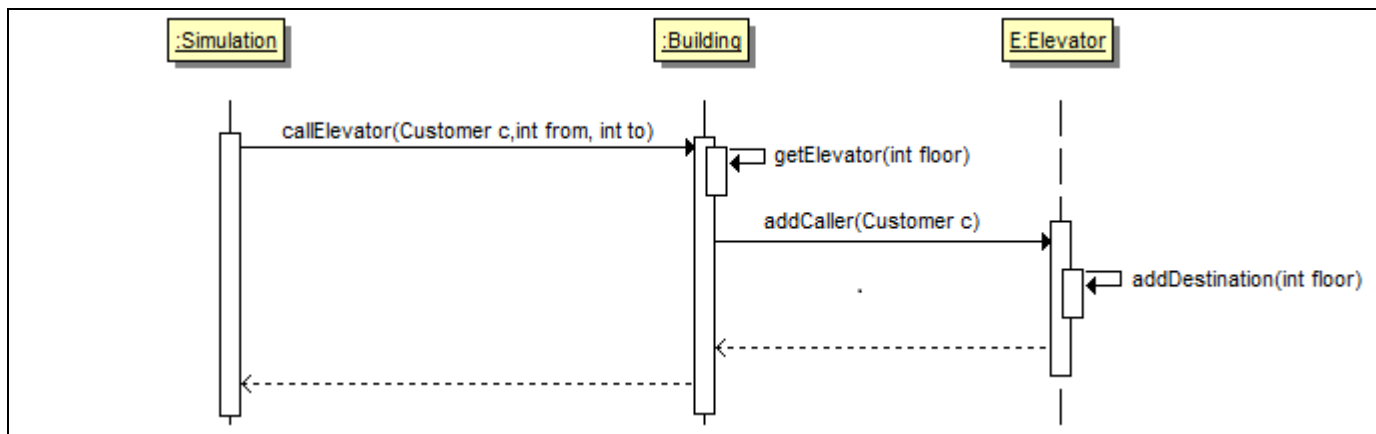 :Simulation
:Building
E:Elevator
callElevator(Customer c,int from, int to)
getElevator(int floor)
addCaller(Customer c)
addDestination(int floor)